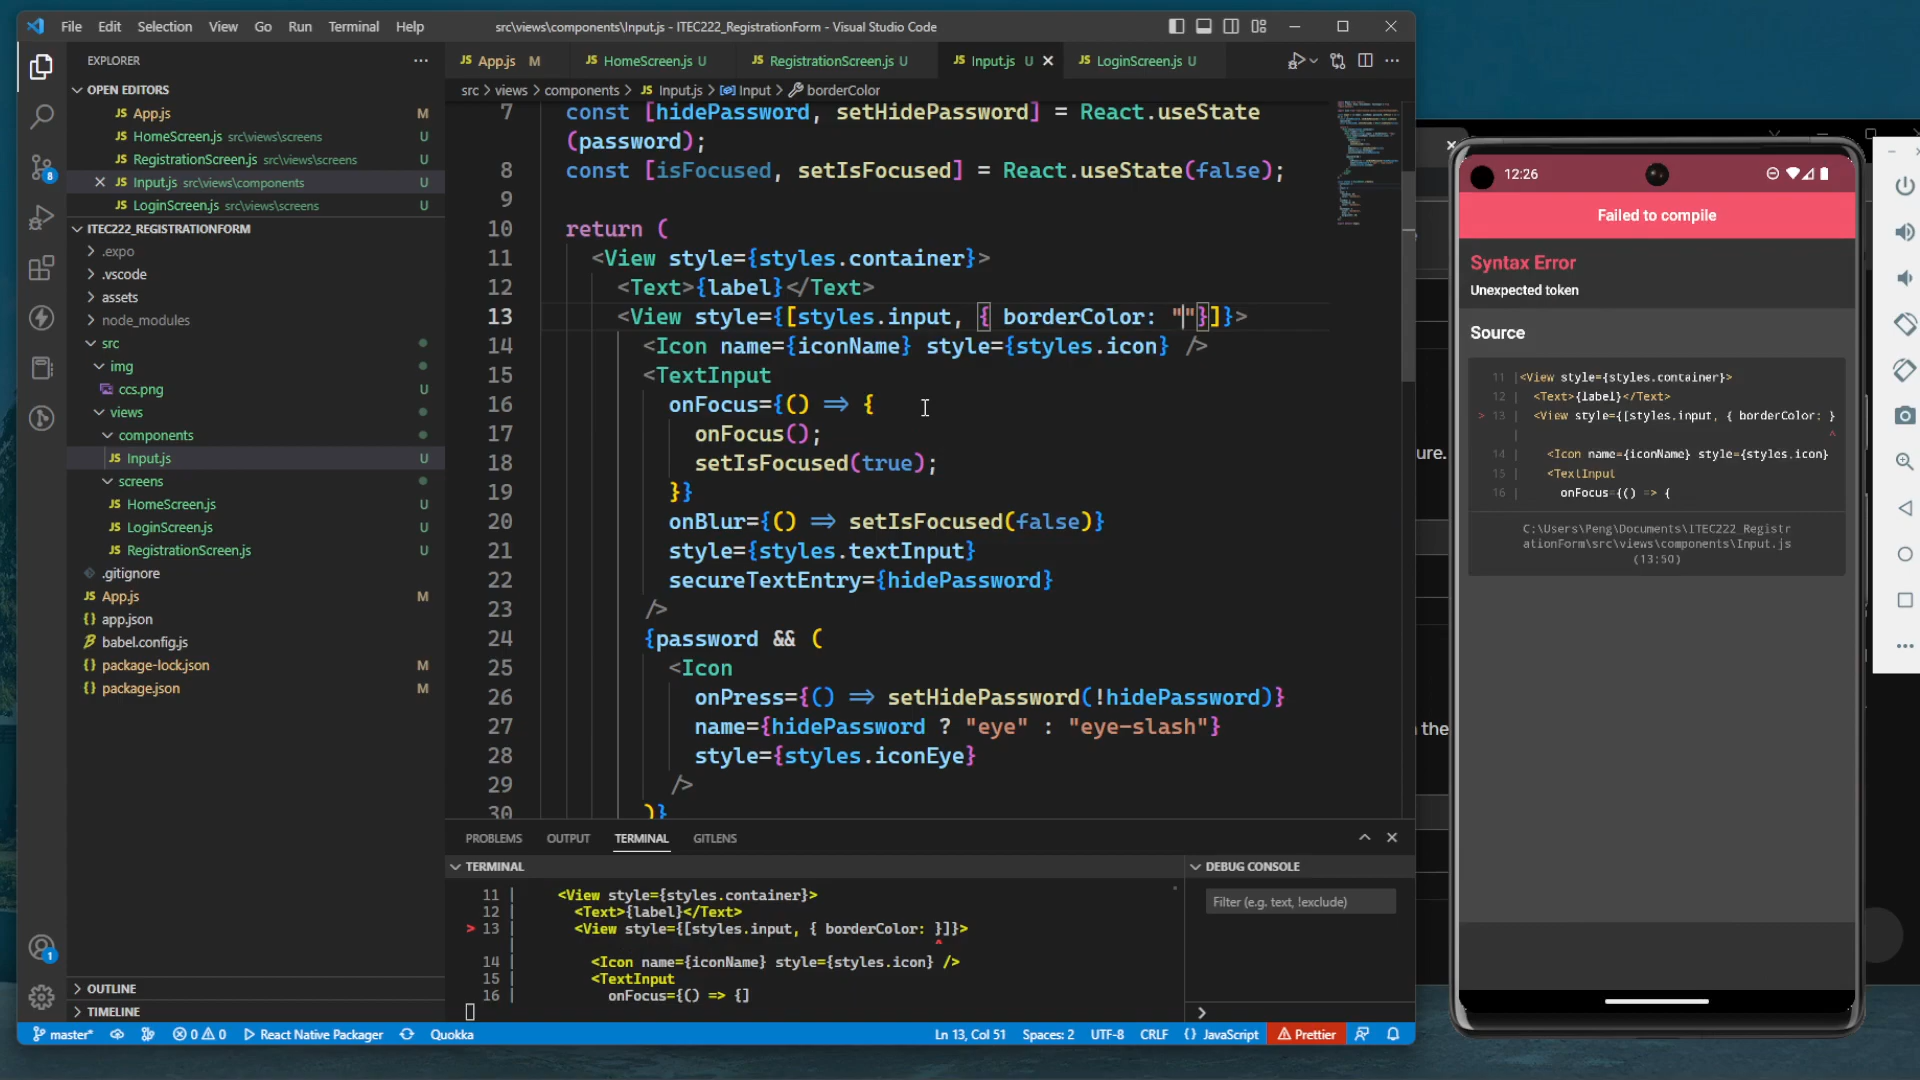 File Edit Selection View Go Run Terminal Help
src\views\components\Input.js - ITEC222_RegistrationForm - Visual Studio Code
EXPLORER
OPEN EDITORS
App.js M
HomeScreen.js src\views\screens U
RegistrationScreen.js src\views\screens U
Input.js src\views\components U
LoginScreen.js src\views\screens U
ITEC222_REGISTRATIONFORM
.expo
.vscode
assets
node_modules
src
img
ccs.png U
views
components
Input.js U
screens
HomeScreen.js U
LoginScreen.js U
RegistrationScreen.js U
.gitignore
App.js M
app.json
babel.config.js
package-lock.json M
package.json M
OUTLINE
TIMELINE
JS App.js M JS HomeScreen.js U JS RegistrationScreen.js U JS Input.js U JS LoginScreen.js U
src > views > components > JS Input.js > Input > borderColor
7 const [hidePassword, setHidePassword] = React.useState
(password);
8 const [isFocused, setIsFocused] = React.useState(false);
9
10 return (
11 <View style={styles.container}>
12 <Text>{label}</Text>
13 <View style={[styles.input, { borderColor: ""}]}>
14 <Icon name={iconName} style={styles.icon} />
15 <TextInput
16 onFocus={() => {
17 onFocus();
18 setIsFocused(true);
19 }}
20 onBlur={() => setIsFocused(false)}
21 style={styles.textInput}
22 secureTextEntry={hidePassword}
23 />
24 {password && (
25 <Icon
26 onPress={() => setHidePassword(!hidePassword)}
27 name={hidePassword ? "eye" : "eye-slash"}
28 style={styles.iconEye}
29 />
30 )}
PROBLEMS OUTPUT TERMINAL GITLENS
TERMINAL
11 | <View style={styles.container}>
12 | <Text>{label}</Text>
> 13 | <View style={[styles.input, { borderColor: }]}>
| ^
14 | <Icon name={iconName} style={styles.icon} />
15 | <TextInput
16 | onFocus={() => {]
DEBUG CONSOLE
Filter (e.g. text, !exclude)
8
1
master* 0 0 React Native Packager Quokka Ln 13, Col 51 Spaces: 2 UTF-8 CRLF {} JavaScript Prettier
12:26
Failed to compile
Syntax Error
Unexpected token
Source
11 | <View style={styles.container}>
12 | <Text>{label}</Text>
> 13 | <View style={[styles.input, { borderColor: }
| ^
14 | <Icon name={iconName} style={styles.icon}
15 | <TextInput
16 | onFocus={() => {
C:\Users\Peng\Documents\ITEC222_Registr
ationForm\src\views\components\Input.js
(13:50)
ure.
the